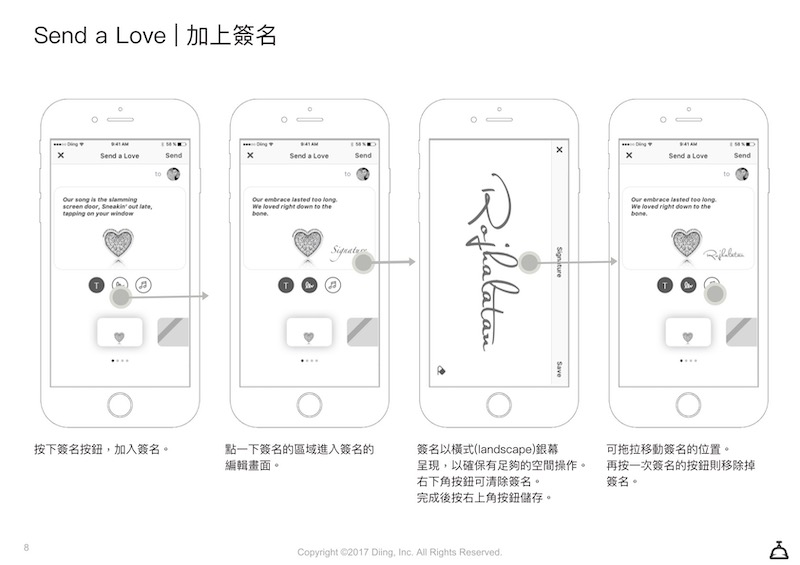 Send a Love | 加上簽名
Diing
9:41 AM
58 %
Send a Love
Send
to
Our song is the slamming
screen door, Sneakin' out late,
tapping on your window
T
按下簽名按鈕，加入簽名。
Diing
9:41 AM
58 %
Send a Love
Send
to
Our embrace lasted too long.
We loved right down to the
bone.
Signature
T
點一下簽名的區域進入簽名的
編輯畫面。
Signature
Save
Rojhalatan
簽名以橫式(landscape)銀幕
呈現，以確保有足夠的空間操作。
右下角按鈕可清除簽名。
完成後按右上角按鈕儲存。
Diing
9:41 AM
58 %
Send a Love
Send
to
Our embrace lasted too long.
We loved right down to the
bone.
Rojhalatan
T
可拖拉移動簽名的位置。
再按一次簽名的按鈕則移除掉
簽名。
8
Copyright ©2017 Diing, Inc. All Rights Reserved.